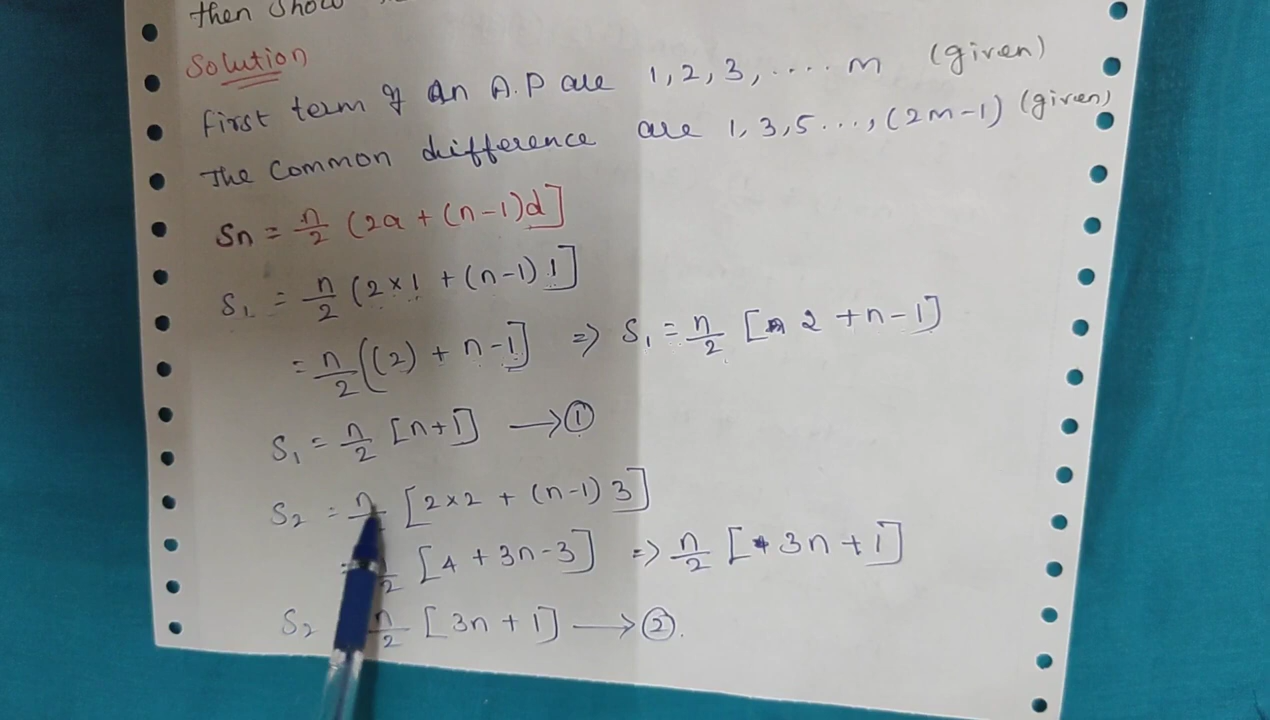 then Show
Solution
First term of an A.P are 1, 2, 3, .... m (given)
The Common difference are 1, 3, 5 ..., (2m-1) (given)
Sn = n/2 (2a + (n-1)d]
S₁ = n/2 (2×1 + (n-1) 1]
= n/2 ((2) + n-1] => S₁ = n/2 [ 2 + n-1]
S₁ = n/2 [n+1] → ①
S₂ = n [2×2 + (n-1) 3]
2 [4 + 3n-3] => n/2 [ 3n+1]
S₂ n/2 [3n + 1] → ②.